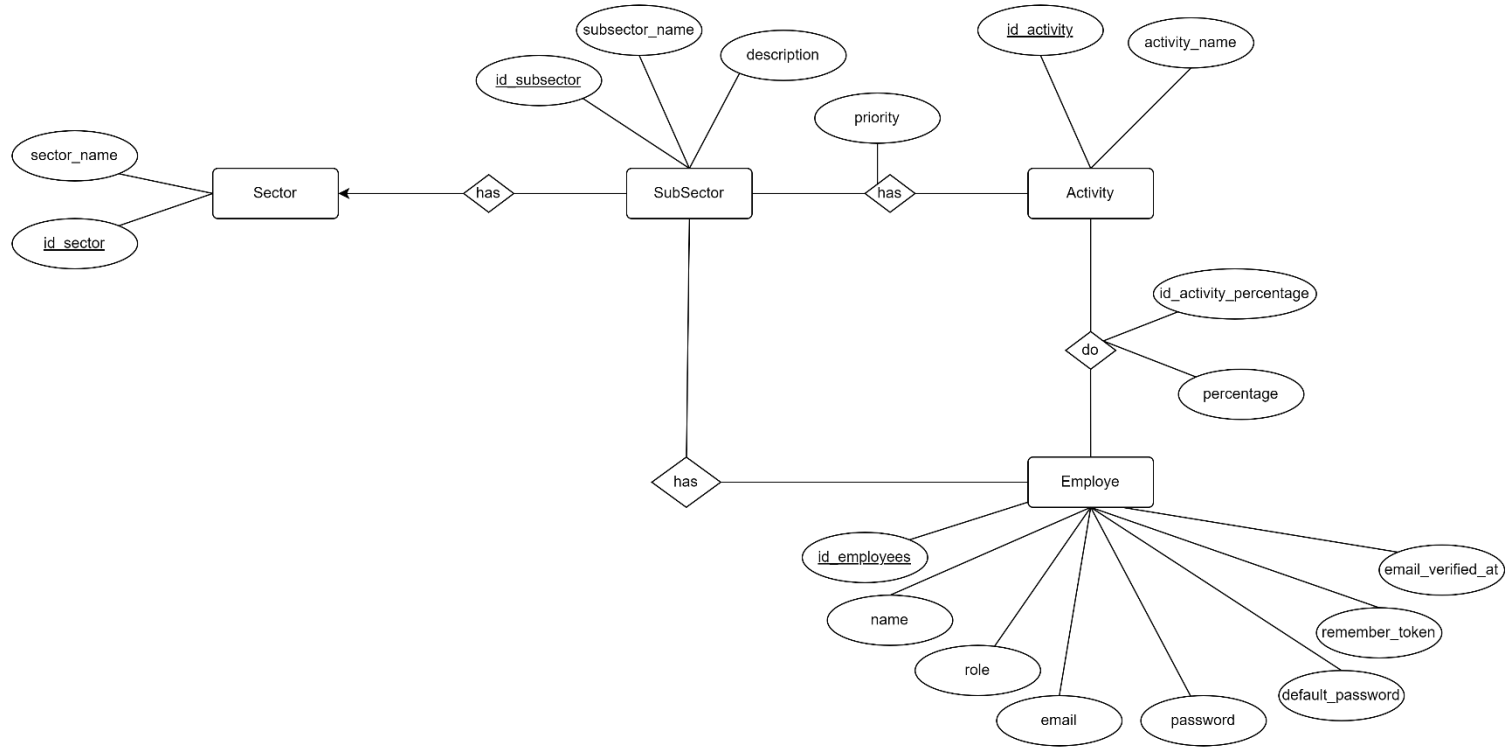 subsector_name
id_activity
activity_name
description
id_subsector
priority
sector_name
Sector
has
SubSector
has
Activity
id_sector
id_activity_percentage
do
percentage
has
Employe
id_employees
email_verified_at
name
remember_token
role
default_password
email
password